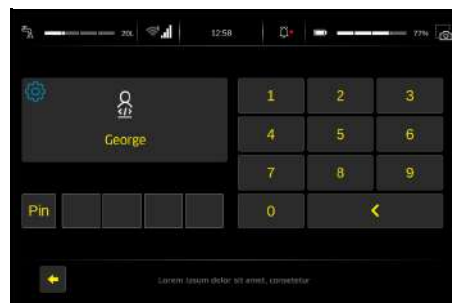 20L 12:58 77%
1 2 3
George
4 5 6
7 8 9
Pin 0
Lorem ipsum dolor sit amet, consetetur